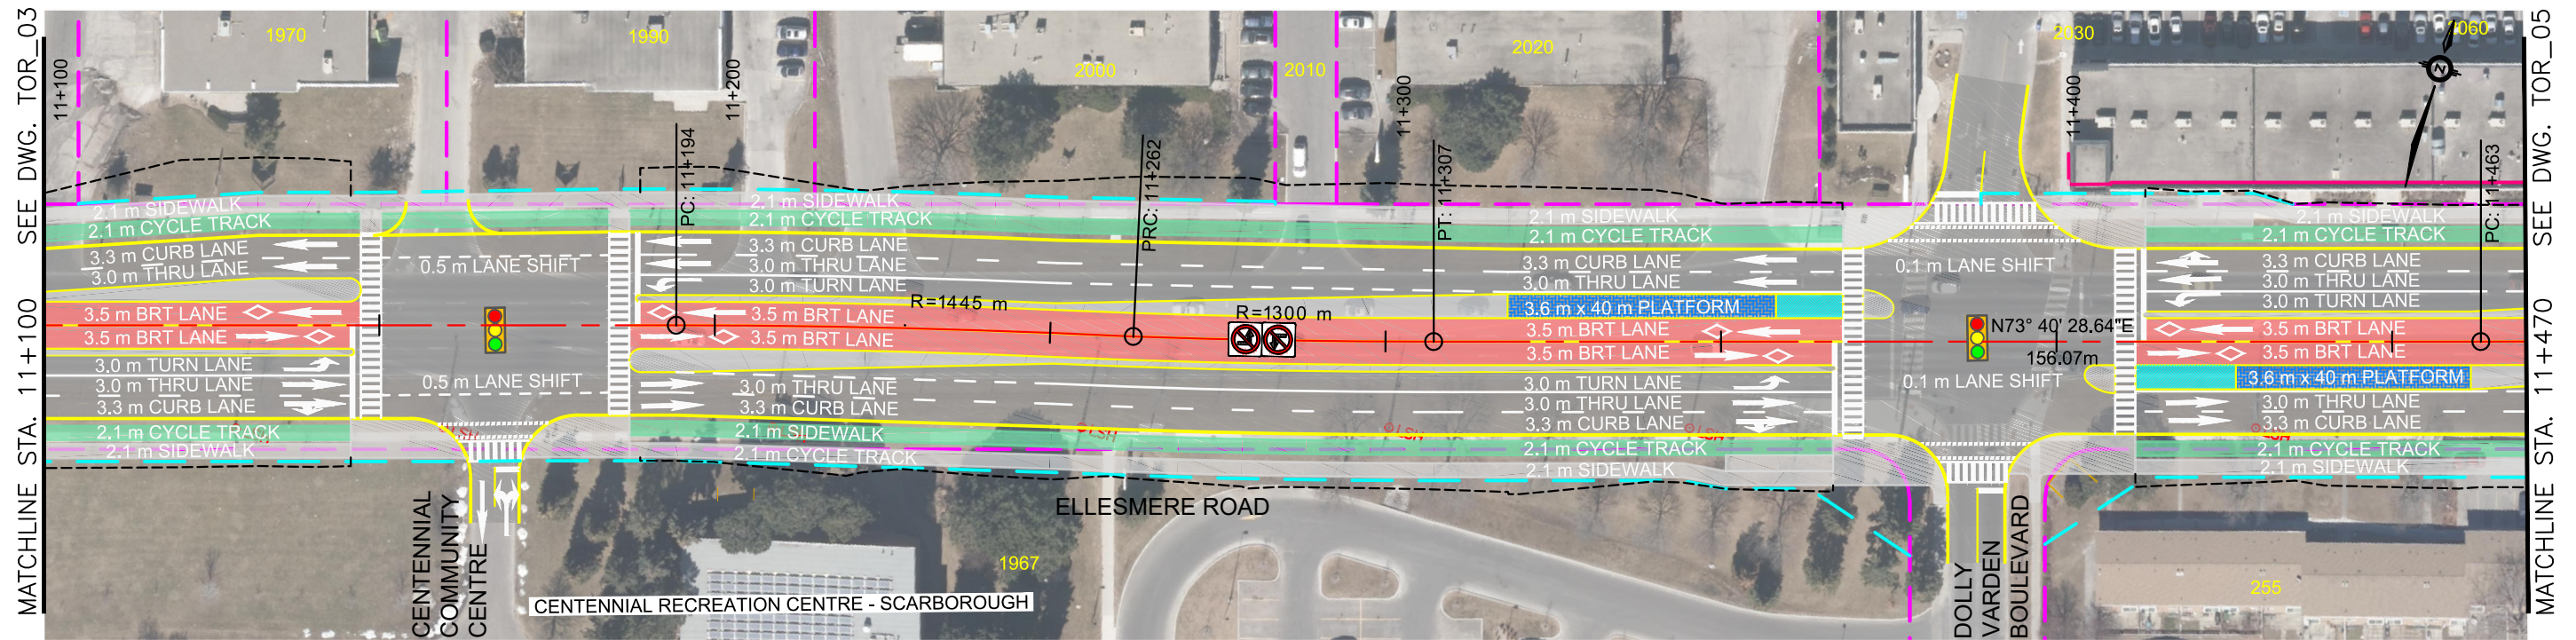 MATCHLINE STA. 11+100 SEE DWG. TOR_03
11+100
1970
1990
11+200
2000
2010
11+300
2020
2030
11+400
2060
N
PC: 11+194
PRC: 11+262
PT: 11+307
PC: 11+463
2.1 m SIDEWALK
2.1 m CYCLE TRACK
3.3 m CURB LANE
3.0 m THRU LANE
3.5 m BRT LANE
3.5 m BRT LANE
3.0 m TURN LANE
3.0 m THRU LANE
3.3 m CURB LANE
2.1 m CYCLE TRACK
2.1 m SIDEWALK
0.5 m LANE SHIFT
0.5 m LANE SHIFT
LSH
2.1 m SIDEWALK
2.1 m CYCLE TRACK
3.3 m CURB LANE
3.0 m THRU LANE
3.0 m TURN LANE
3.5 m BRT LANE
3.5 m BRT LANE
3.0 m THRU LANE
3.3 m CURB LANE
2.1 m SIDEWALK
2.1 m CYCLE TRACK
R=1445 m
R=1300 m
LSH
LSH
LSH
2.1 m SIDEWALK
2.1 m CYCLE TRACK
3.3 m CURB LANE
3.0 m THRU LANE
3.6 m x 40 m PLATFORM
3.5 m BRT LANE
3.5 m BRT LANE
3.0 m TURN LANE
3.0 m THRU LANE
3.3 m CURB LANE
2.1 m CYCLE TRACK
2.1 m SIDEWALK
0.1 m LANE SHIFT
N73° 40' 28.64"E
156.07m
0.1 m LANE SHIFT
2.1 m SIDEWALK
2.1 m CYCLE TRACK
3.3 m CURB LANE
3.0 m THRU LANE
3.0 m TURN LANE
3.5 m BRT LANE
3.5 m BRT LANE
3.6 m x 40 m PLATFORM
3.0 m THRU LANE
3.3 m CURB LANE
2.1 m CYCLE TRACK
2.1 m SIDEWALK
ELLESMERE ROAD
CENTENNIAL
COMMUNITY
CENTRE
1967
CENTENNIAL RECREATION CENTRE - SCARBOROUGH
DOLLY
VARDEN
BOULEVARD
255
MATCHLINE STA. 11+470 SEE DWG. TOR_05